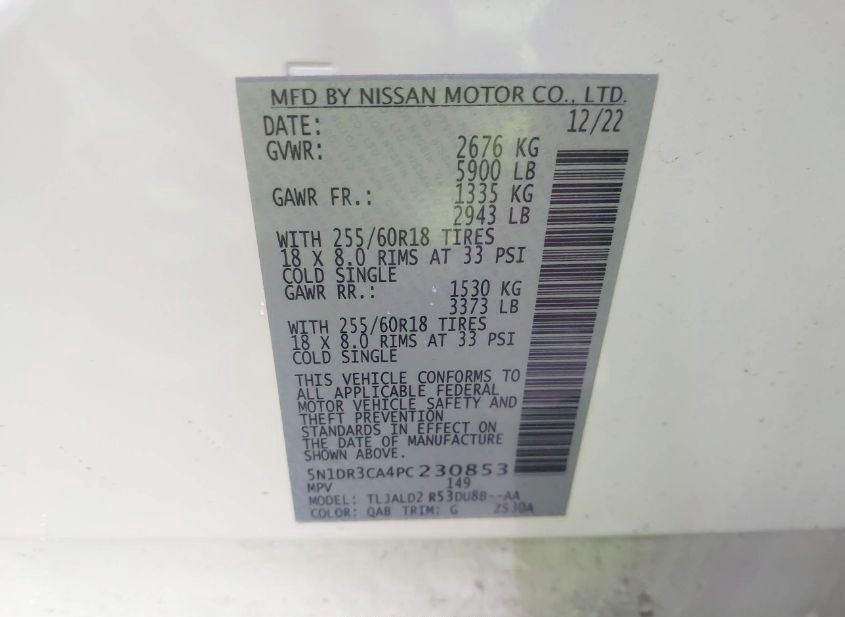 MFD BY NISSAN MOTOR CO., LTD.
DATE: 12/22
GVWR: 2676 KG
5900 LB
GAWR FR.: 1335 KG
2943 LB
WITH 255/60R18 TIRES
18 X 8.0 RIMS AT 33 PSI
COLD SINGLE
GAWR RR.: 1530 KG
3373 LB
WITH 255/60R18 TIRES
18 X 8.0 RIMS AT 33 PSI
COLD SINGLE
THIS VEHICLE CONFORMS TO
ALL APPLICABLE FEDERAL
MOTOR VEHICLE SAFETY AND
THEFT PREVENTION
STANDARDS IN EFFECT ON
THE DATE OF MANUFACTURE
SHOWN ABOVE.
5N1DR3CA4PC230853
MPV 149
MODEL: TLJALD2 R53DU8B--AA
COLOR: QAB TRIM: G 2S30A